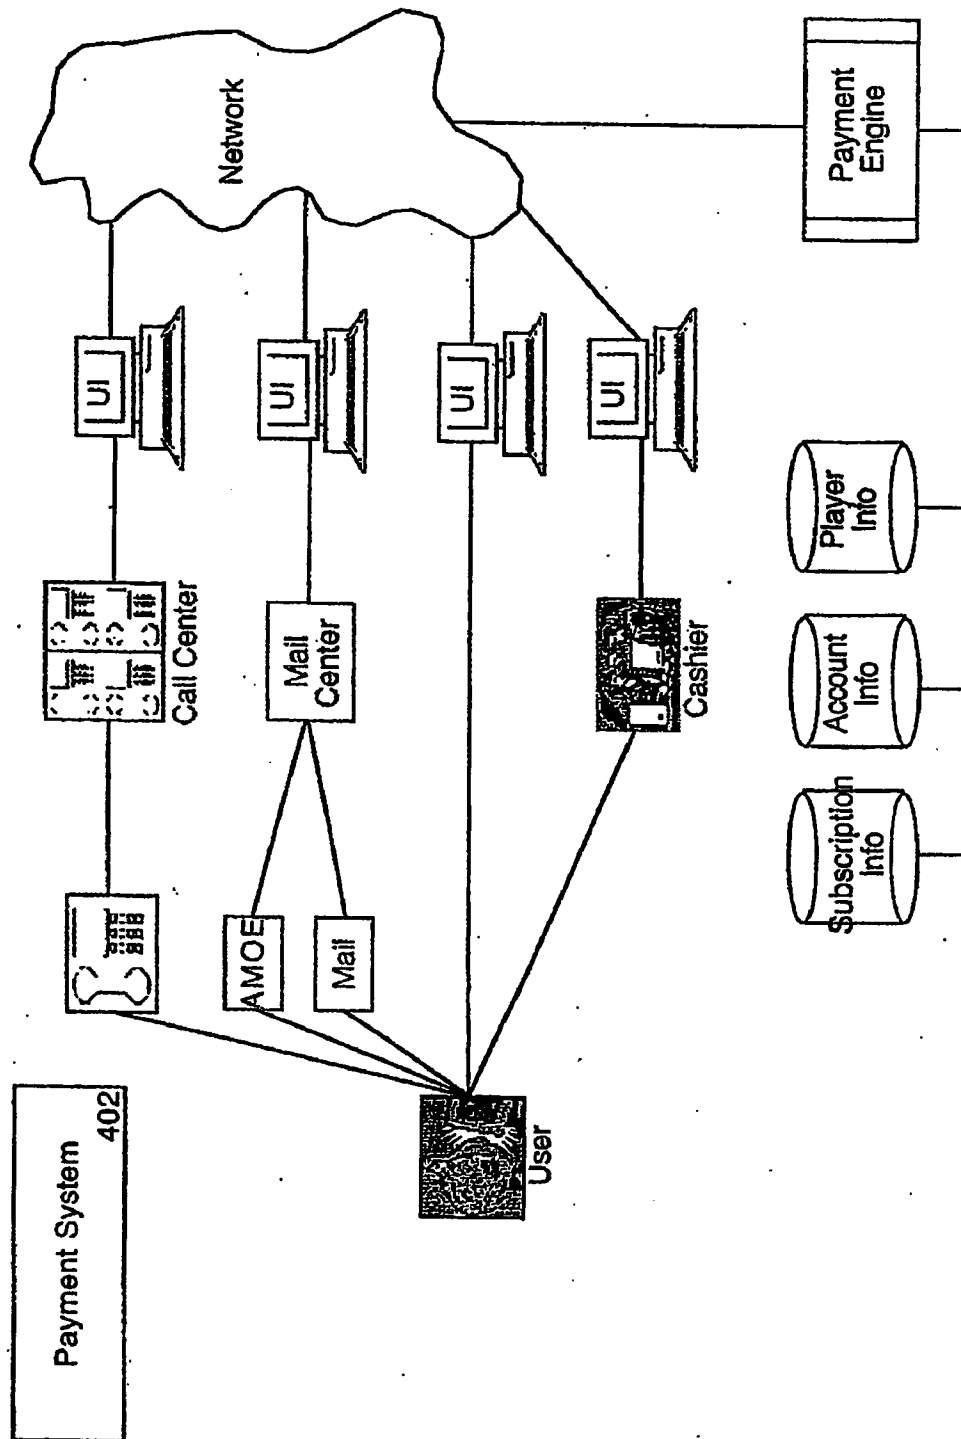 Payment System
402
User
AMOE
Mail
Call Center
Mail
Center
Cashier
UI
UI
UI
UI
Network
Subscription
Info
Account
Info
Player
Info
Payment
Engine